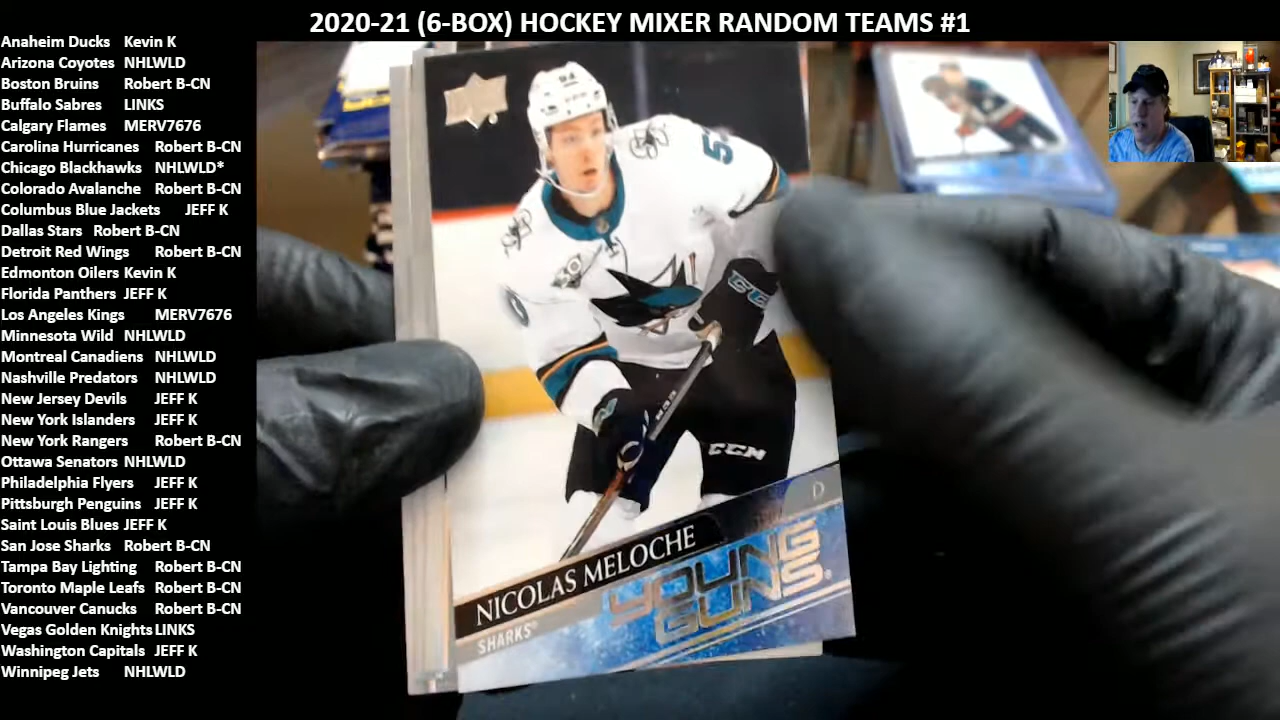 2020-21 (6-BOX) HOCKEY MIXER RANDOM TEAMS #1
Anaheim Ducks Kevin K
Arizona Coyotes NHLWLD
Boston Bruins Robert B-CN
Buffalo Sabres LINKS
Calgary Flames MERV7676
Carolina Hurricanes Robert B-CN
Chicago Blackhawks NHLWLD*
Colorado Avalanche Robert B-CN
Columbus Blue Jackets JEFF K
Dallas Stars Robert B-CN
Detroit Red Wings Robert B-CN
Edmonton Oilers Kevin K
Florida Panthers JEFF K
Los Angeles Kings MERV7676
Minnesota Wild NHLWLD
Montreal Canadiens NHLWLD
Nashville Predators NHLWLD
New Jersey Devils JEFF K
New York Islanders JEFF K
New York Rangers Robert B-CN
Ottawa Senators NHLWLD
Philadelphia Flyers JEFF K
Pittsburgh Penguins JEFF K
Saint Louis Blues JEFF K
San Jose Sharks Robert B-CN
Tampa Bay Lighting Robert B-CN
Toronto Maple Leafs Robert B-CN
Vancouver Canucks Robert B-CN
Vegas Golden Knights LINKS
Washington Capitals JEFF K
Winnipeg Jets NHLWLD
CCM
D
NICOLAS MELOCHE
YOUNG
GUNS®
SHARKS®